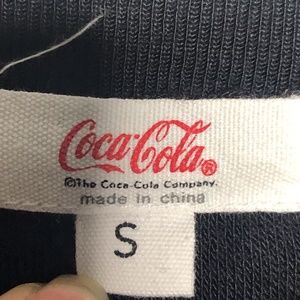 Coca-Cola®
©The Coca-Cola Company.
made in china
S